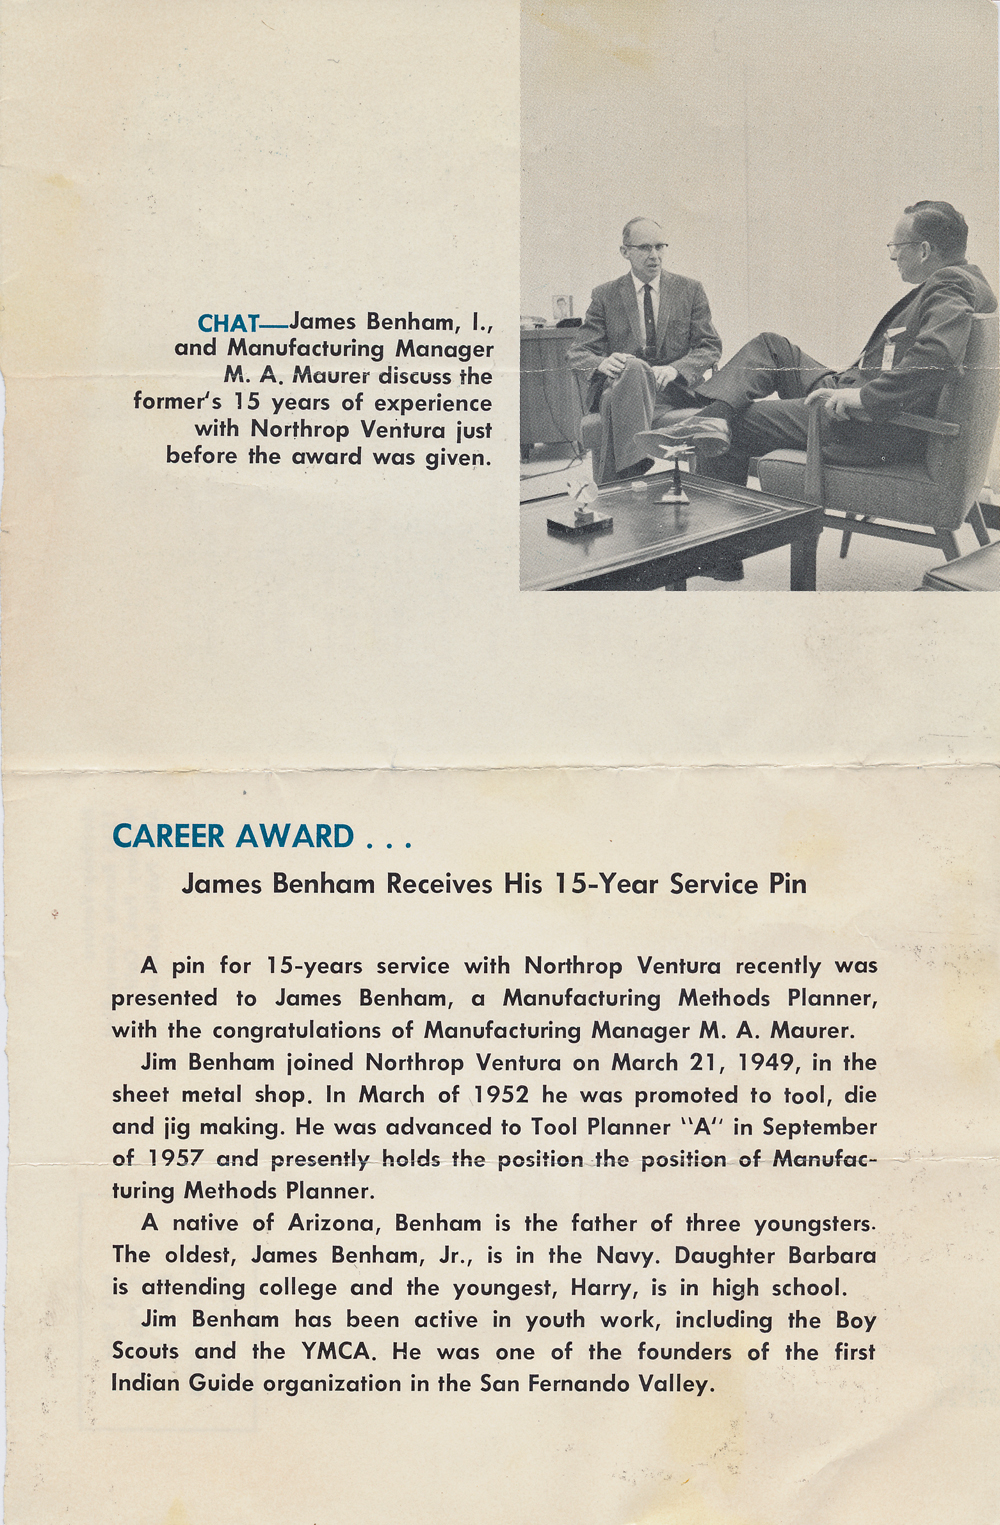 CHAT—James Benham, l.,
and Manufacturing Manager
M. A. Maurer discuss the
former's 15 years of experience
with Northrop Ventura just
before the award was given.
CAREER AWARD . . .
James Benham Receives His 15-Year Service Pin
A pin for 15-years service with Northrop Ventura recently was
presented to James Benham, a Manufacturing Methods Planner,
with the congratulations of Manufacturing Manager M. A. Maurer.
Jim Benham joined Northrop Ventura on March 21, 1949, in the
sheet metal shop. In March of 1952 he was promoted to tool, die
and jig making. He was advanced to Tool Planner "A" in September
of 1957 and presently holds the position the position of Manufac-
turing Methods Planner.
A native of Arizona, Benham is the father of three youngsters.
The oldest, James Benham, Jr., is in the Navy. Daughter Barbara
is attending college and the youngest, Harry, is in high school.
Jim Benham has been active in youth work, including the Boy
Scouts and the YMCA. He was one of the founders of the first
Indian Guide organization in the San Fernando Valley.